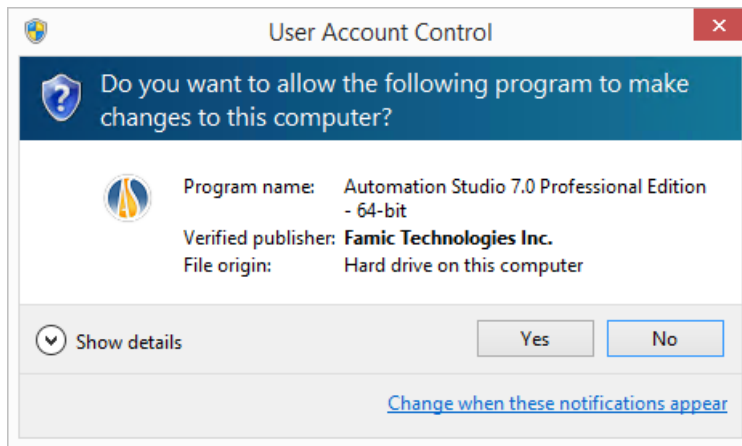 User Account Control
Do you want to allow the following program to make
changes to this computer?
Program name: Automation Studio 7.0 Professional Edition
- 64-bit
Verified publisher: Famic Technologies Inc.
File origin: Hard drive on this computer
Show details
Yes
No
Change when these notifications appear